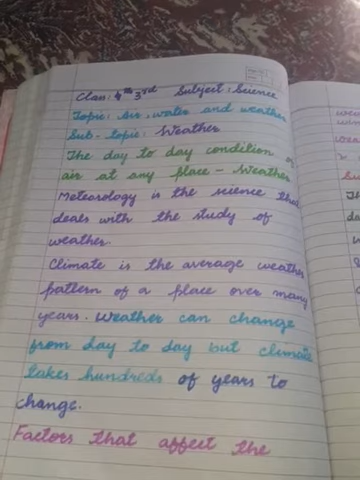 Class: 4th 3rd Subject: Science
Topic: Air, water and weather
Sub-topic: Weather
The day to day condition of
air at any place - Weather
Meteorology is the science that
deals with the study of
weather.
Climate is the average weather
pattern of a place over many
years. Weather can change
from day to day but climate
takes hundreds of years to
change.
Factors that affect the